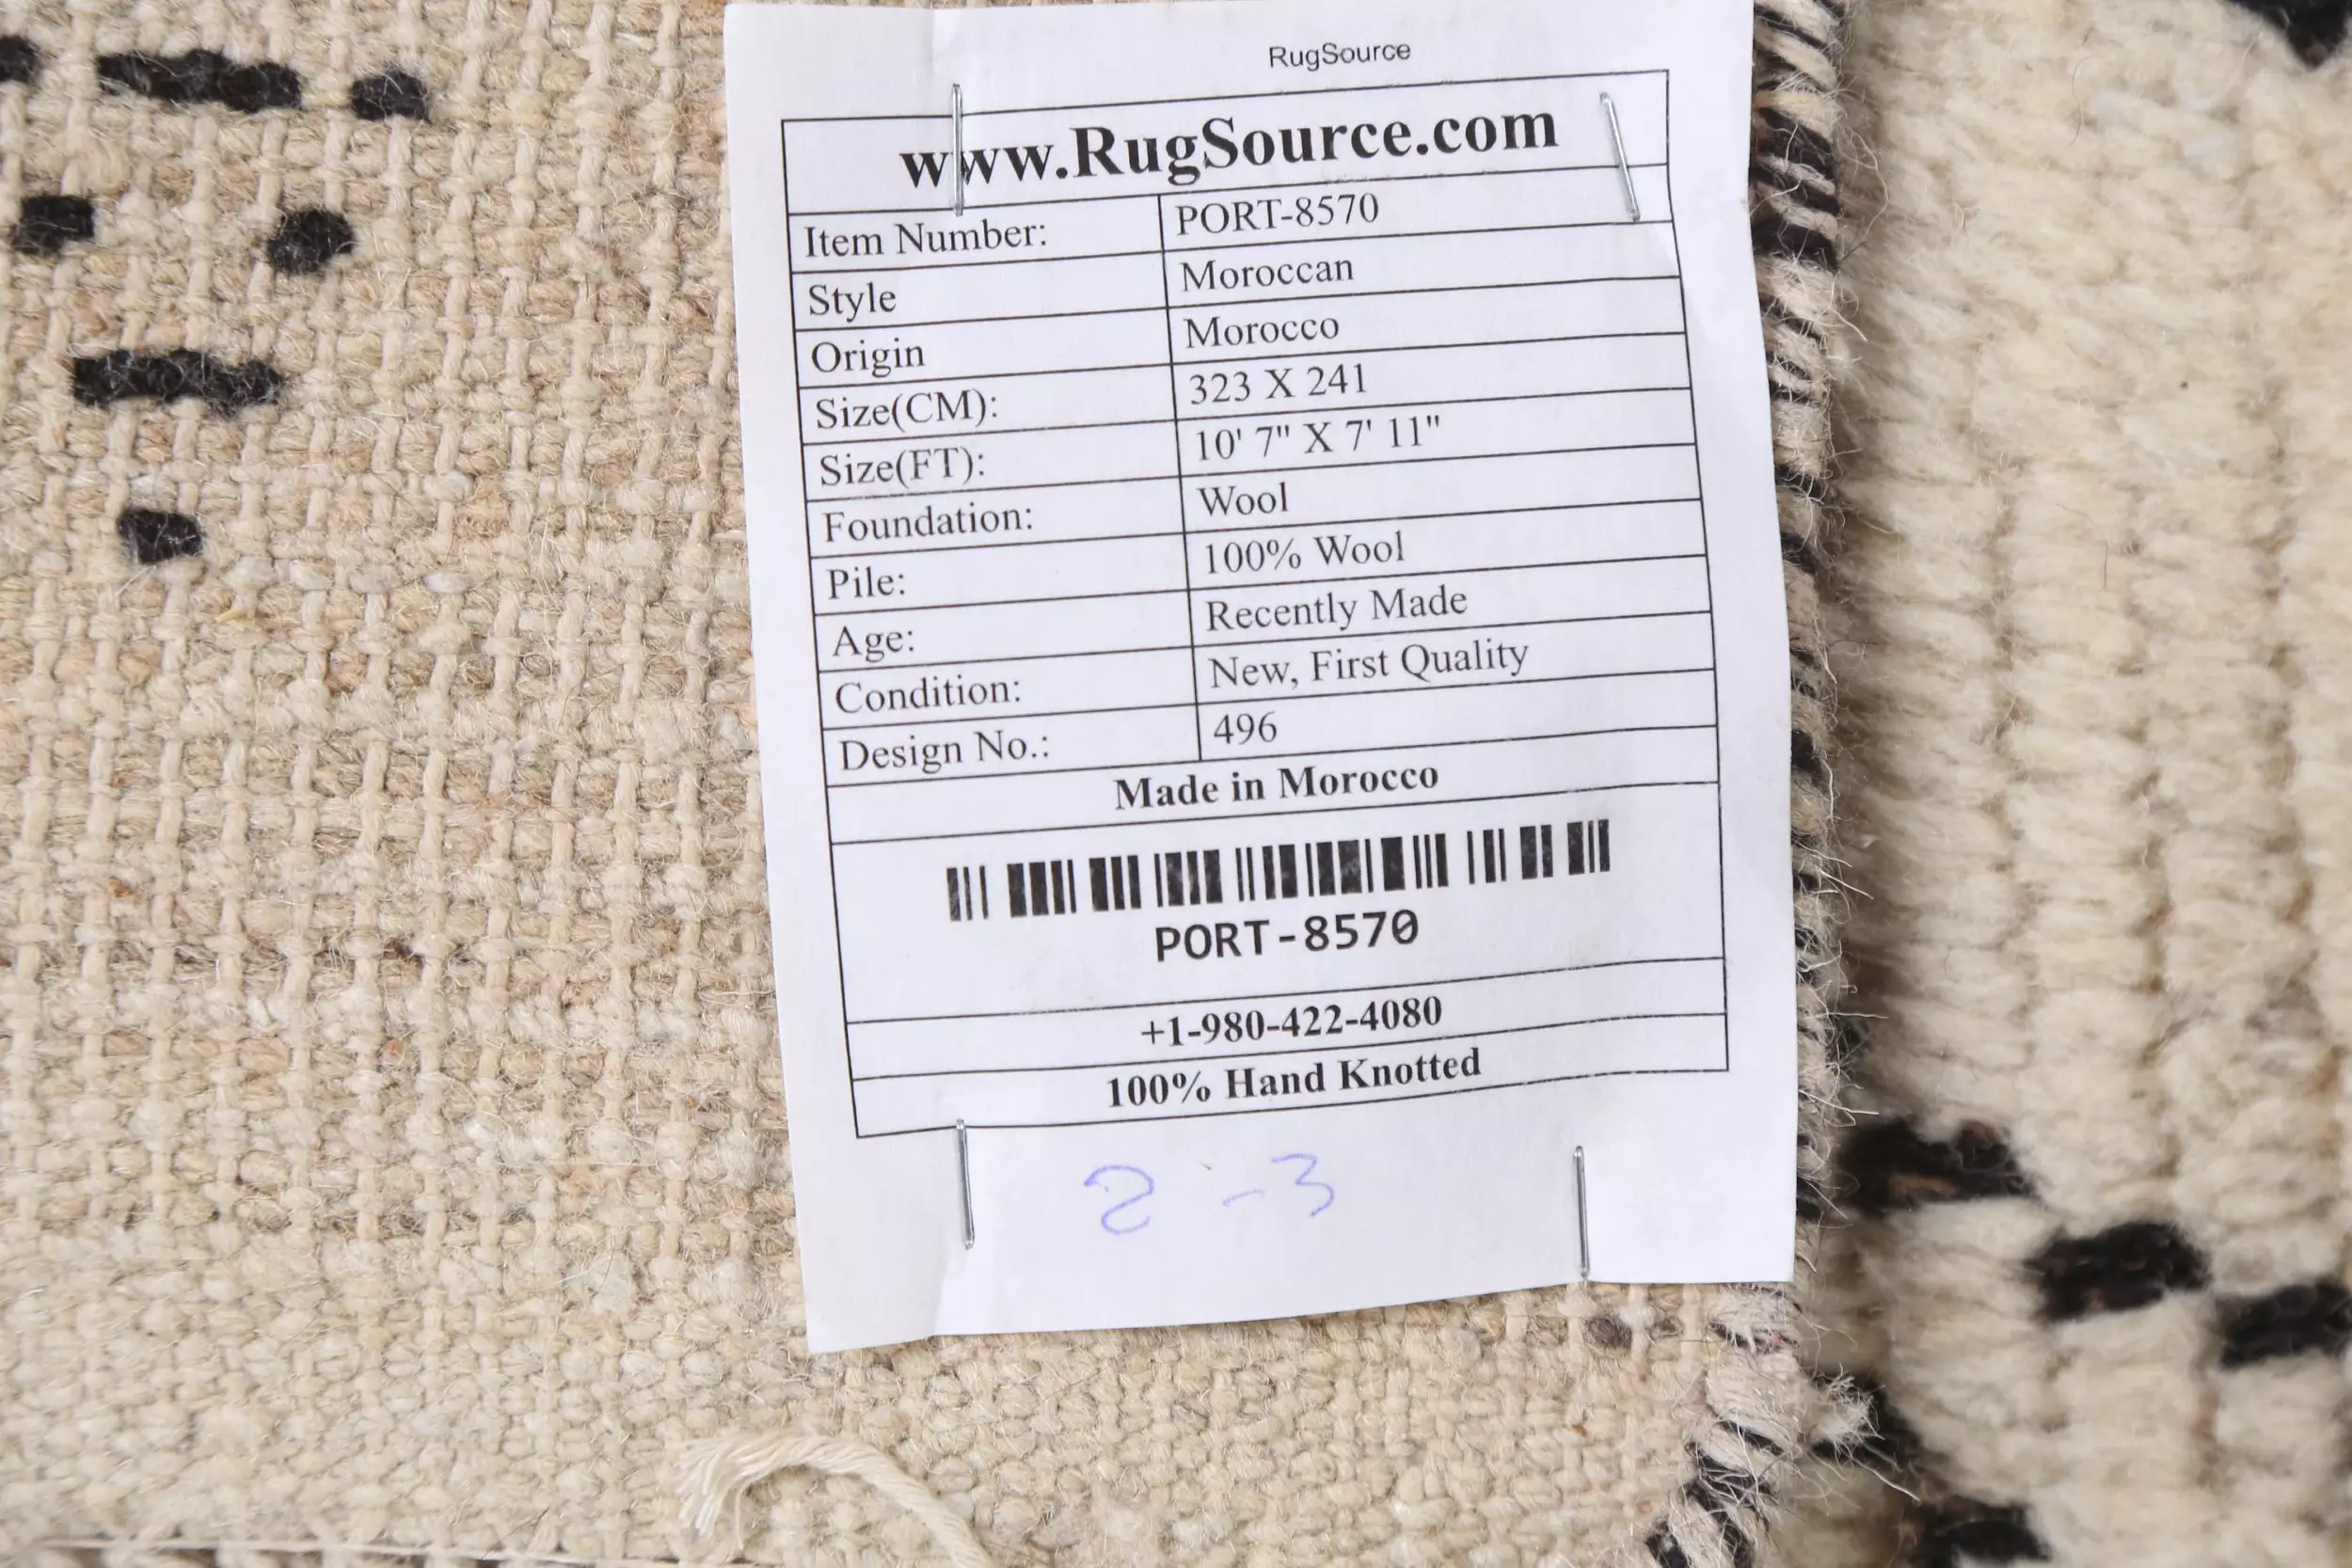 RugSource
www.RugSource.com
Item Number: PORT-8570
Style Moroccan
Origin Morocco
Size(CM): 323 X 241
Size(FT): 10' 7" X 7' 11"
Foundation: Wool
Pile: 100% Wool
Age: Recently Made
Condition: New, First Quality
Design No.: 496
Made in Morocco
PORT-8570
+1-980-422-4080
100% Hand Knotted
2 -3